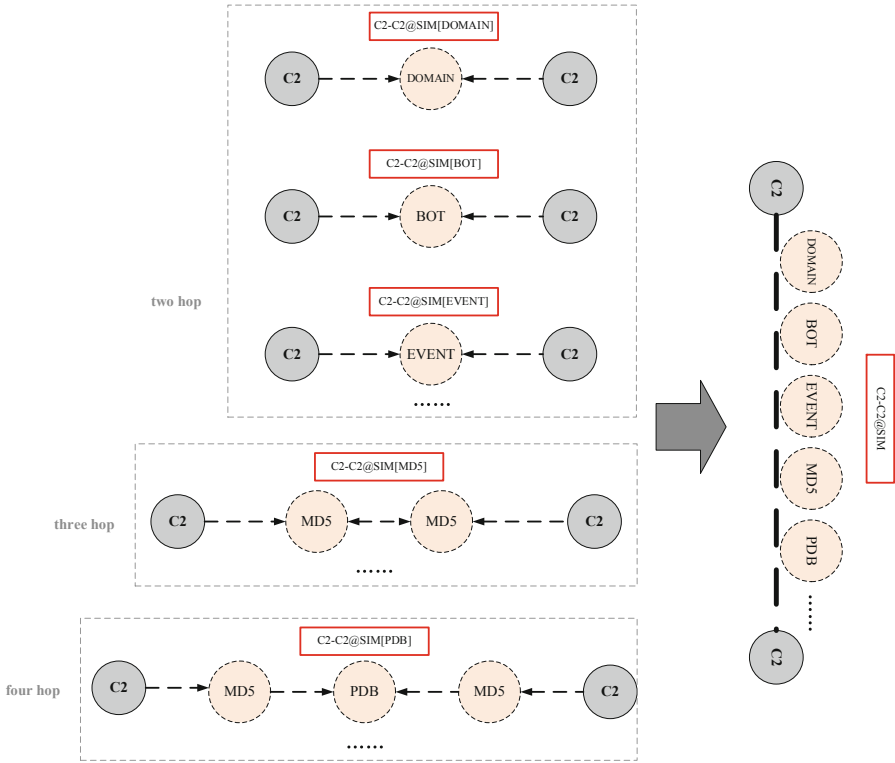 C2-C2@SIM[DOMAIN]
C2
DOMAIN
C2
C2-C2@SIM[BOT]
C2
BOT
C2
two hop
C2-C2@SIM[EVENT]
C2
EVENT
C2
......
C2-C2@SIM[MD5]
three hop
C2
MD5
MD5
C2
......
C2-C2@SIM[PDB]
four hop
C2
MD5
PDB
MD5
C2
......
C2
DOMAIN
BOT
EVENT
MD5
PDB
......
C2
C2-C2@SIM